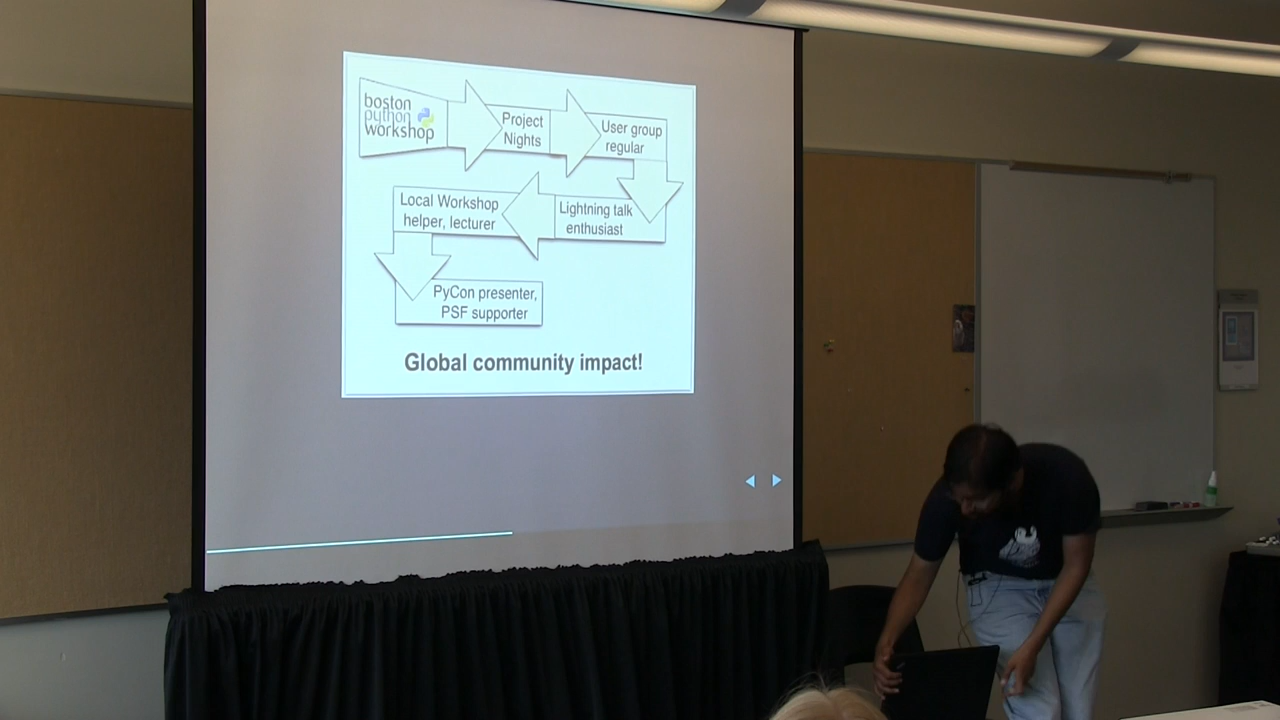 boston
python
workshop
Project
Nights
User group
regular
Local Workshop
helper, lecturer
Lightning talk
enthusiast
PyCon presenter,
PSF supporter
Global community impact!